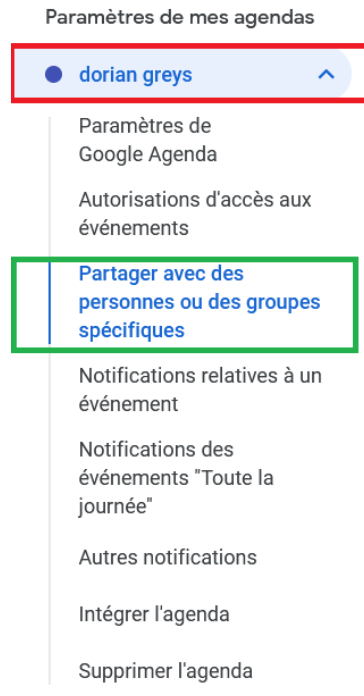 Paramètres de mes agendas
dorian greys
Paramètres de
Google Agenda
Autorisations d'accès aux
événements
Partager avec des
personnes ou des groupes
spécifiques
Notifications relatives à un
événement
Notifications des
événements "Toute la
journée"
Autres notifications
Intégrer l'agenda
Supprimer l'agenda